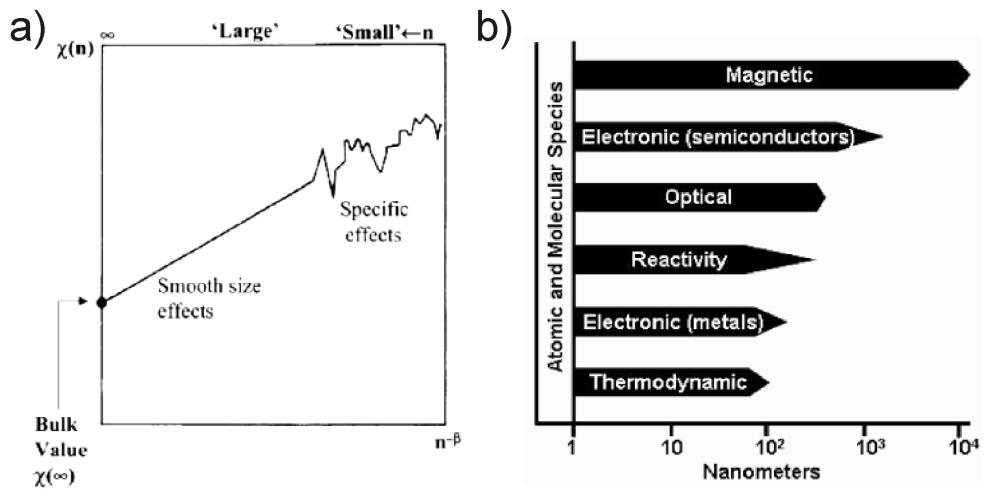 a)
∞
'Large'
'Small'←n
χ(n)
Specific
effects
Smooth size
effects
Bulk
Value
χ(∞)
n-β
b)
Atomic and Molecular Species
Magnetic
Electronic (semiconductors)
Optical
Reactivity
Electronic (metals)
Thermodynamic
1 10 10² 10³ 10⁴
Nanometers